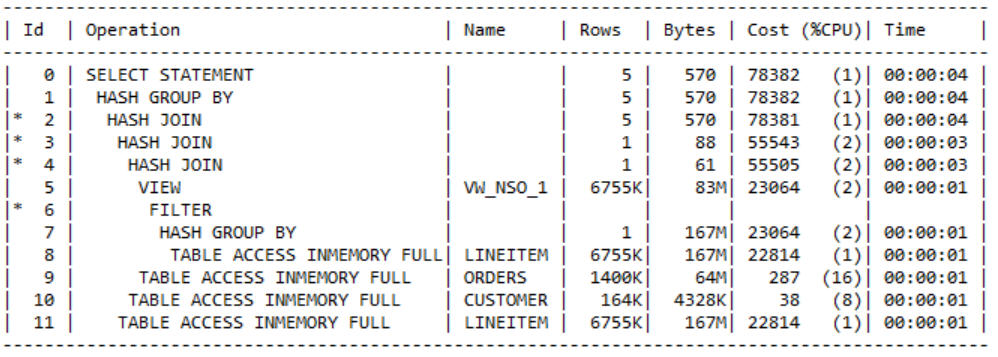 | Id | Operation | Name | Rows | Bytes | Cost (%CPU)| Time |
| 0 | SELECT STATEMENT | | 5 | 570 | 78382 (1)| 00:00:04 |
| 1 | HASH GROUP BY | | 5 | 570 | 78382 (1)| 00:00:04 |
|* 2 | HASH JOIN | | 5 | 570 | 78381 (1)| 00:00:04 |
|* 3 | HASH JOIN | | 1 | 88 | 55543 (2)| 00:00:03 |
|* 4 | HASH JOIN | | 1 | 61 | 55505 (2)| 00:00:03 |
| 5 | VIEW | VW_NSO_1 | 6755K| 83M| 23064 (2)| 00:00:01 |
|* 6 | FILTER | | | | | |
| 7 | HASH GROUP BY | | 1 | 167M| 23064 (2)| 00:00:01 |
| 8 | TABLE ACCESS INMEMORY FULL| LINEITEM | 6755K| 167M| 22814 (1)| 00:00:01 |
| 9 | TABLE ACCESS INMEMORY FULL | ORDERS | 1400K| 64M| 287 (16)| 00:00:01 |
| 10 | TABLE ACCESS INMEMORY FULL | CUSTOMER | 164K| 4328K| 38 (8)| 00:00:01 |
| 11 | TABLE ACCESS INMEMORY FULL | LINEITEM | 6755K| 167M| 22814 (1)| 00:00:01 |